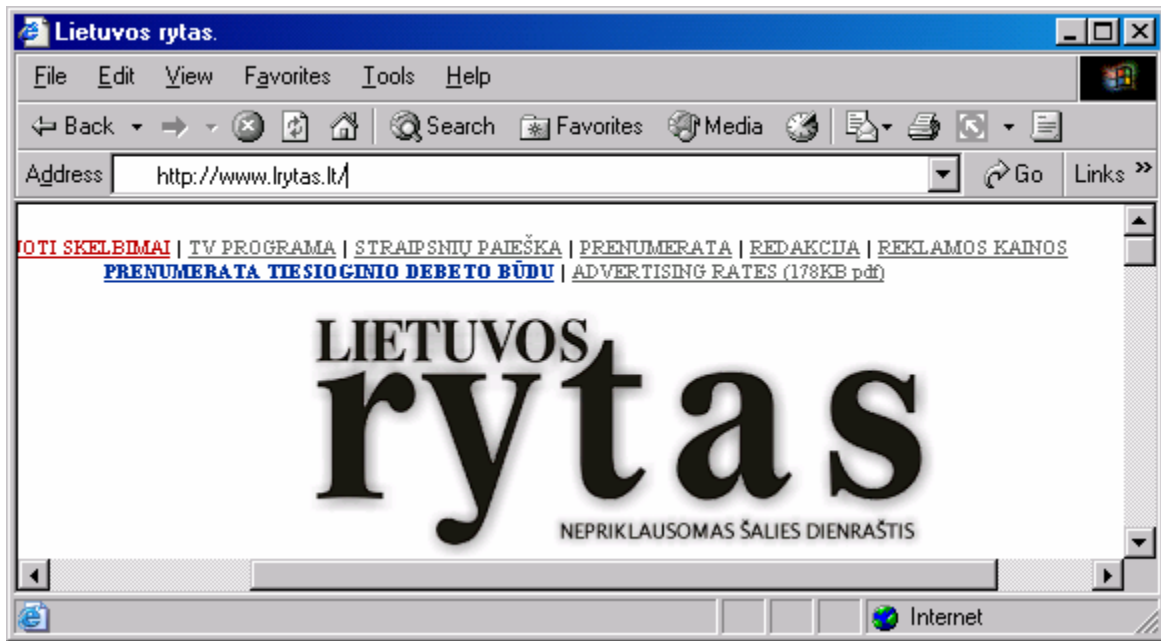 Lietuvos rytas.
File Edit View Favorites Tools Help
Back Search Favorites Media
Address http://www.lrytas.lt/ Go Links »
SKELBIMAI | TV PROGRAMA | STRAIPSNIŲ PAIEŠKA | PRENUMERATA | REDAKCIJA | REKLAMOS KAINOS
PRENUMERATA TIESIOGINIO DEBETO BŪDU | ADVERTISING RATES (178KB pdf)
LIETUVOS
rytas
NEPRIKLAUSOMAS ŠALIES DIENRAŠTIS
Internet